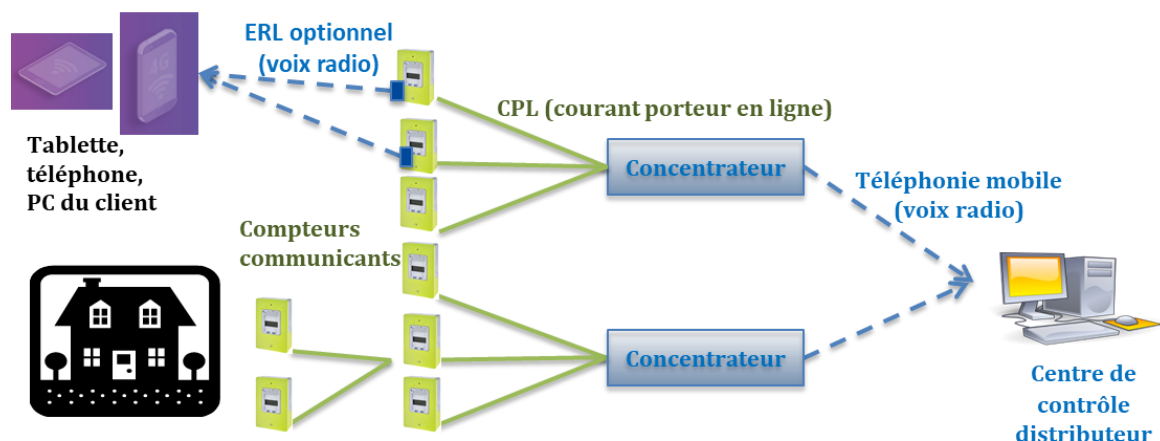 ERL optionnel
(voix radio)
4G
CPL (courant porteur en ligne)
Tablette,
téléphone,
PC du client
Concentrateur
Téléphonie mobile
(voix radio)
Compteurs
communicants
Concentrateur
Centre de
contrôle
distributeur